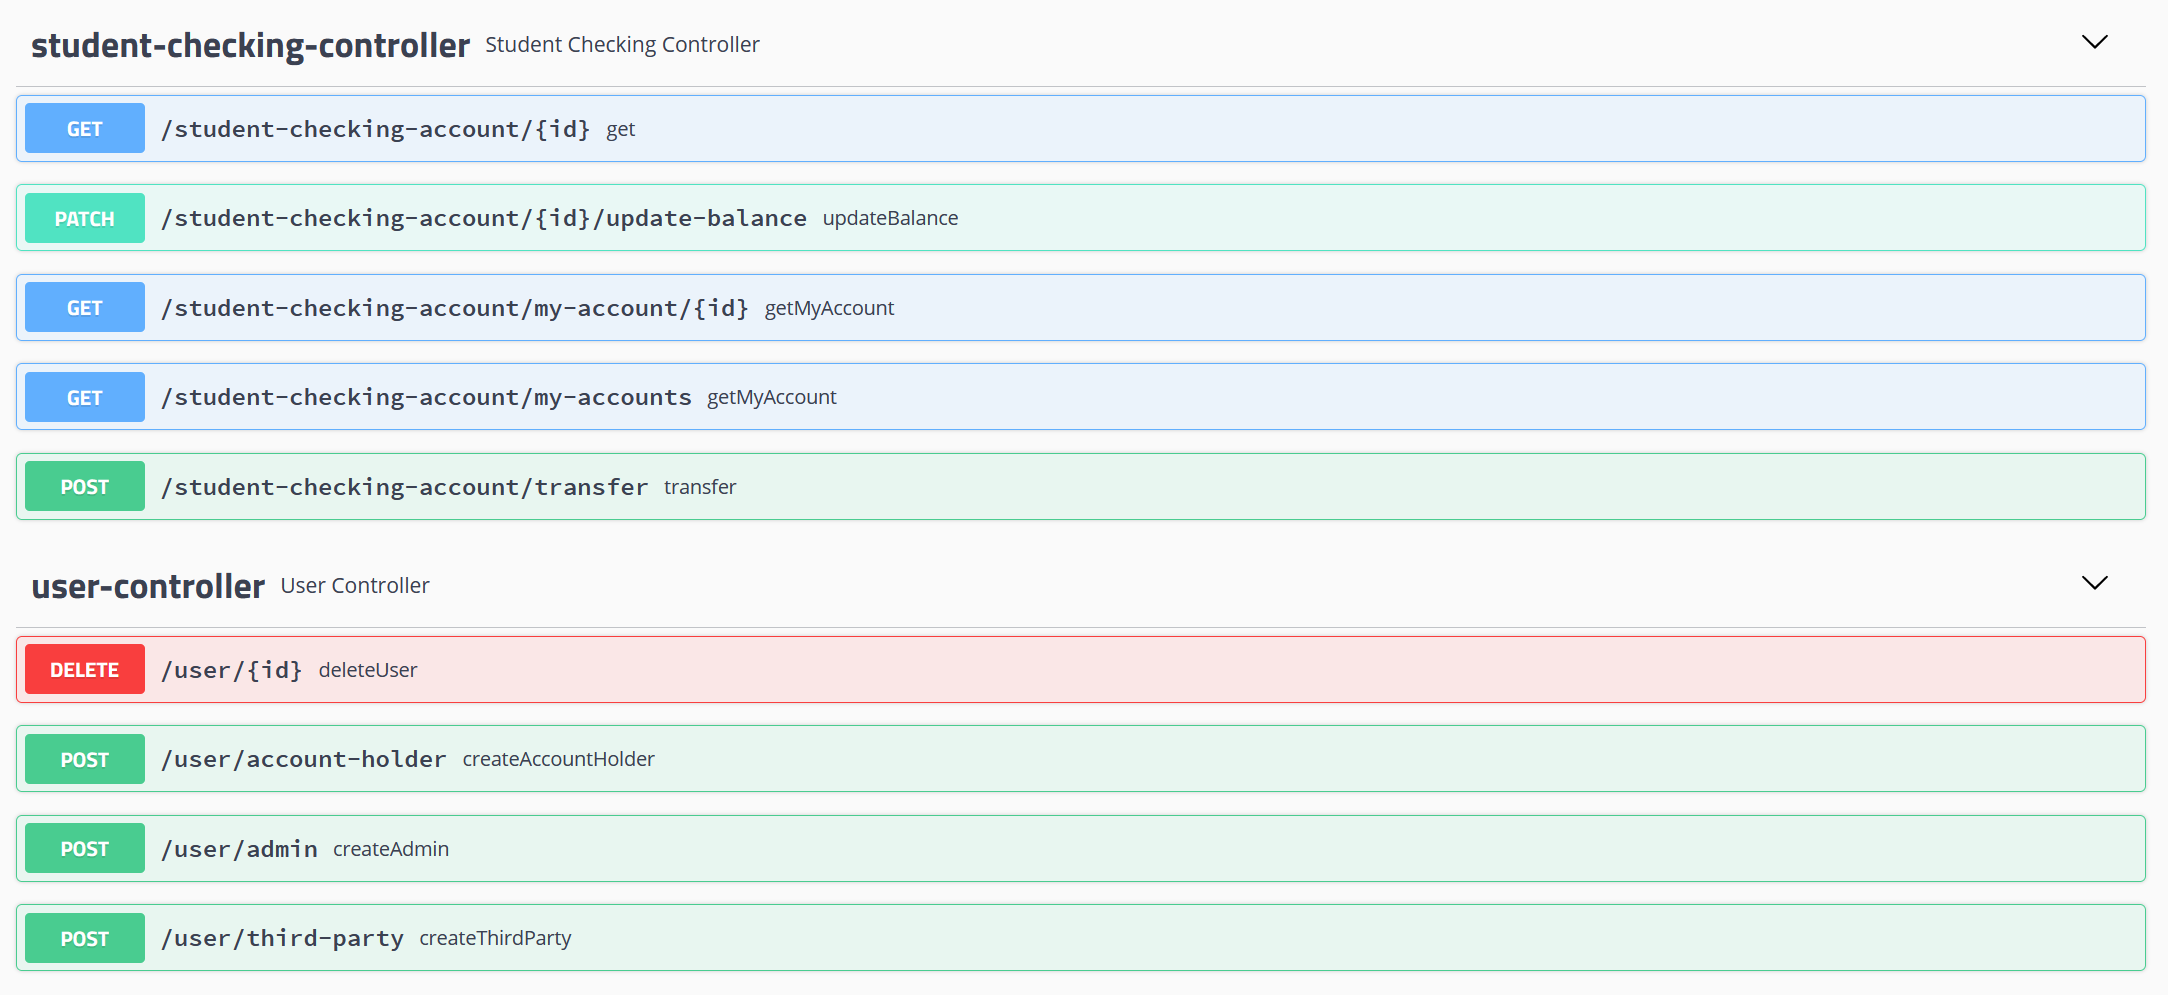 student-checking-controller Student Checking Controller
GET /student-checking-account/{id} get
PATCH /student-checking-account/{id}/update-balance updateBalance
GET /student-checking-account/my-account/{id} getMyAccount
GET /student-checking-account/my-accounts getMyAccount
POST /student-checking-account/transfer transfer
user-controller User Controller
DELETE /user/{id} deleteUser
POST /user/account-holder createAccountHolder
POST /user/admin createAdmin
POST /user/third-party createThirdParty